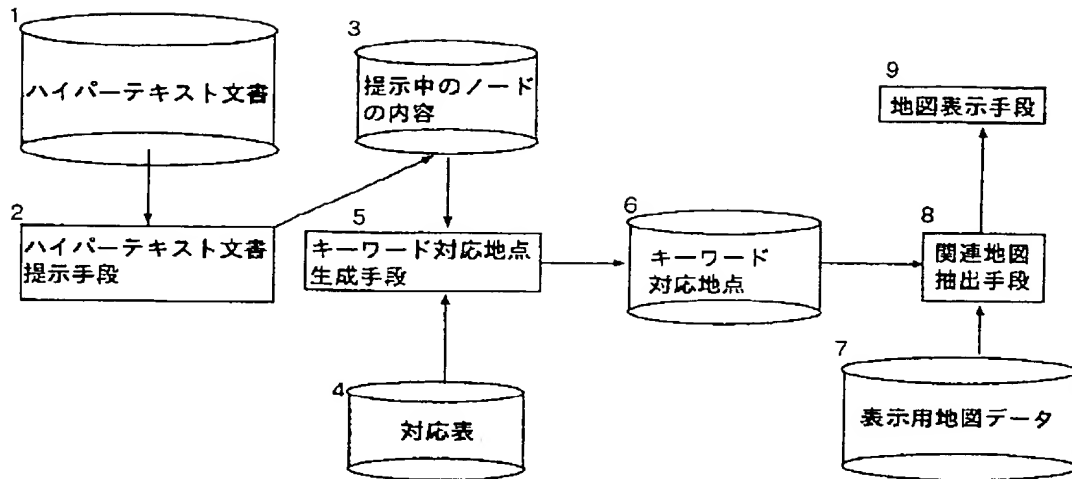 1
ハイパーテキスト文書
2
ハイパーテキスト文書
提示手段
3
提示中のノード
の内容
4
対応表
5
キーワード対応地点
生成手段
6
キーワード
対応地点
7
表示用地図データ
8
関連地図
抽出手段
9
地図表示手段